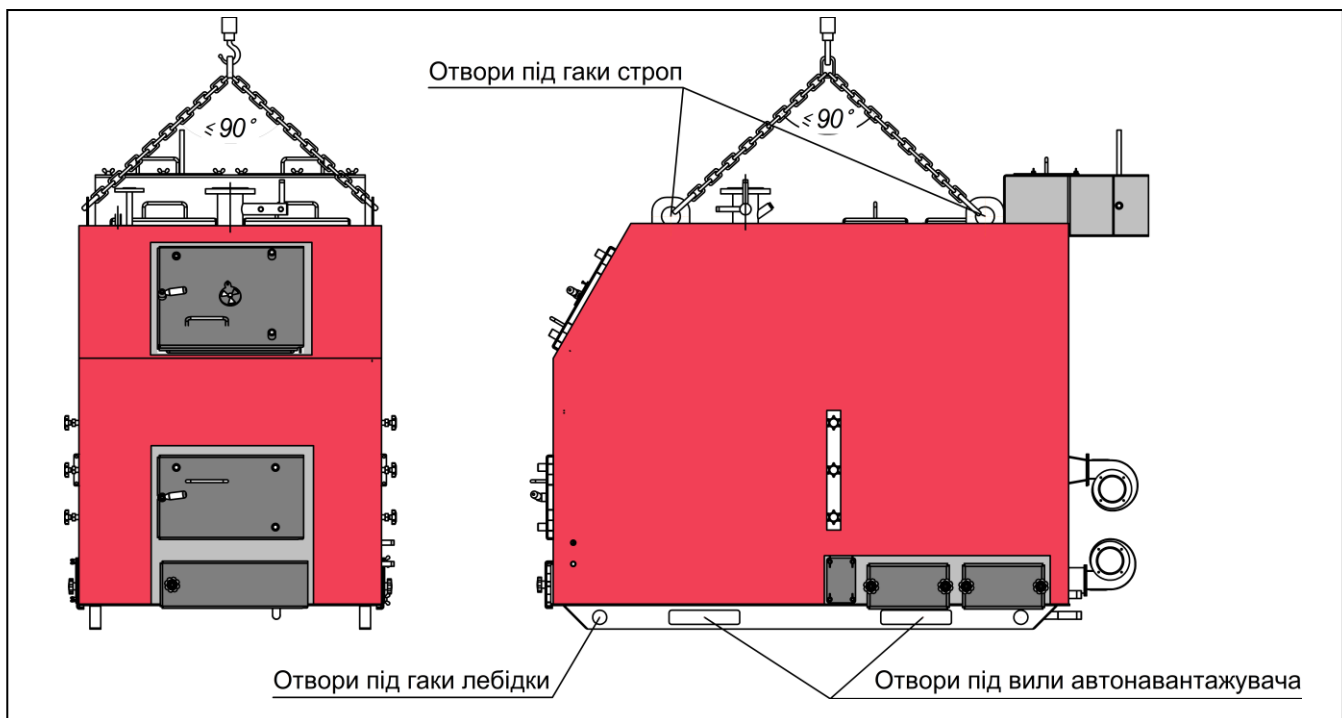 Отвори під гаки строп
≤ 90°
≤ 90°
Отвори під гаки лебідки
Отвори під вили автонавантажувача